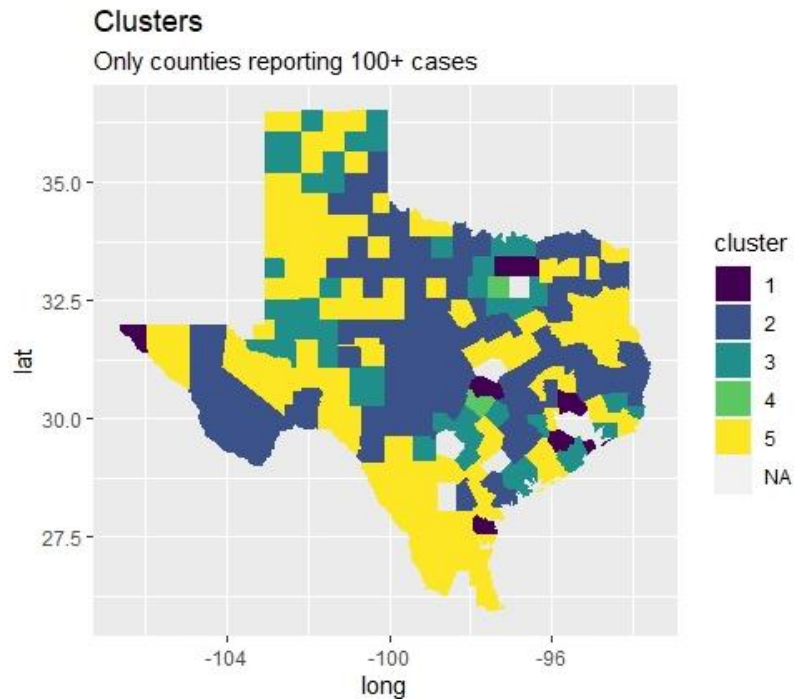 Clusters
Only counties reporting 100+ cases
35.0
32.5
30.0
27.5
lat
-104
-100
-96
long
cluster
1
2
3
4
5
NA